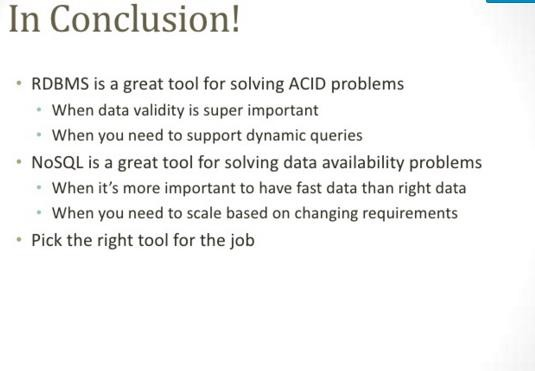 In Conclusion!
• RDBMS is a great tool for solving ACID problems
• When data validity is super important
• When you need to support dynamic queries
• NoSQL is a great tool for solving data availability problems
• When it's more important to have fast data than right data
• When you need to scale based on changing requirements
• Pick the right tool for the job